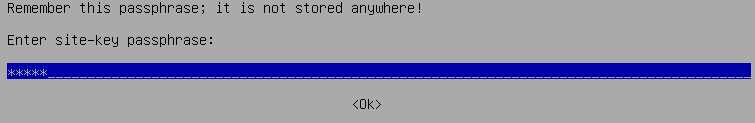 Remember this passphrase; it is not stored anywhere!
Enter site-key passphrase:
*****
<Ok>